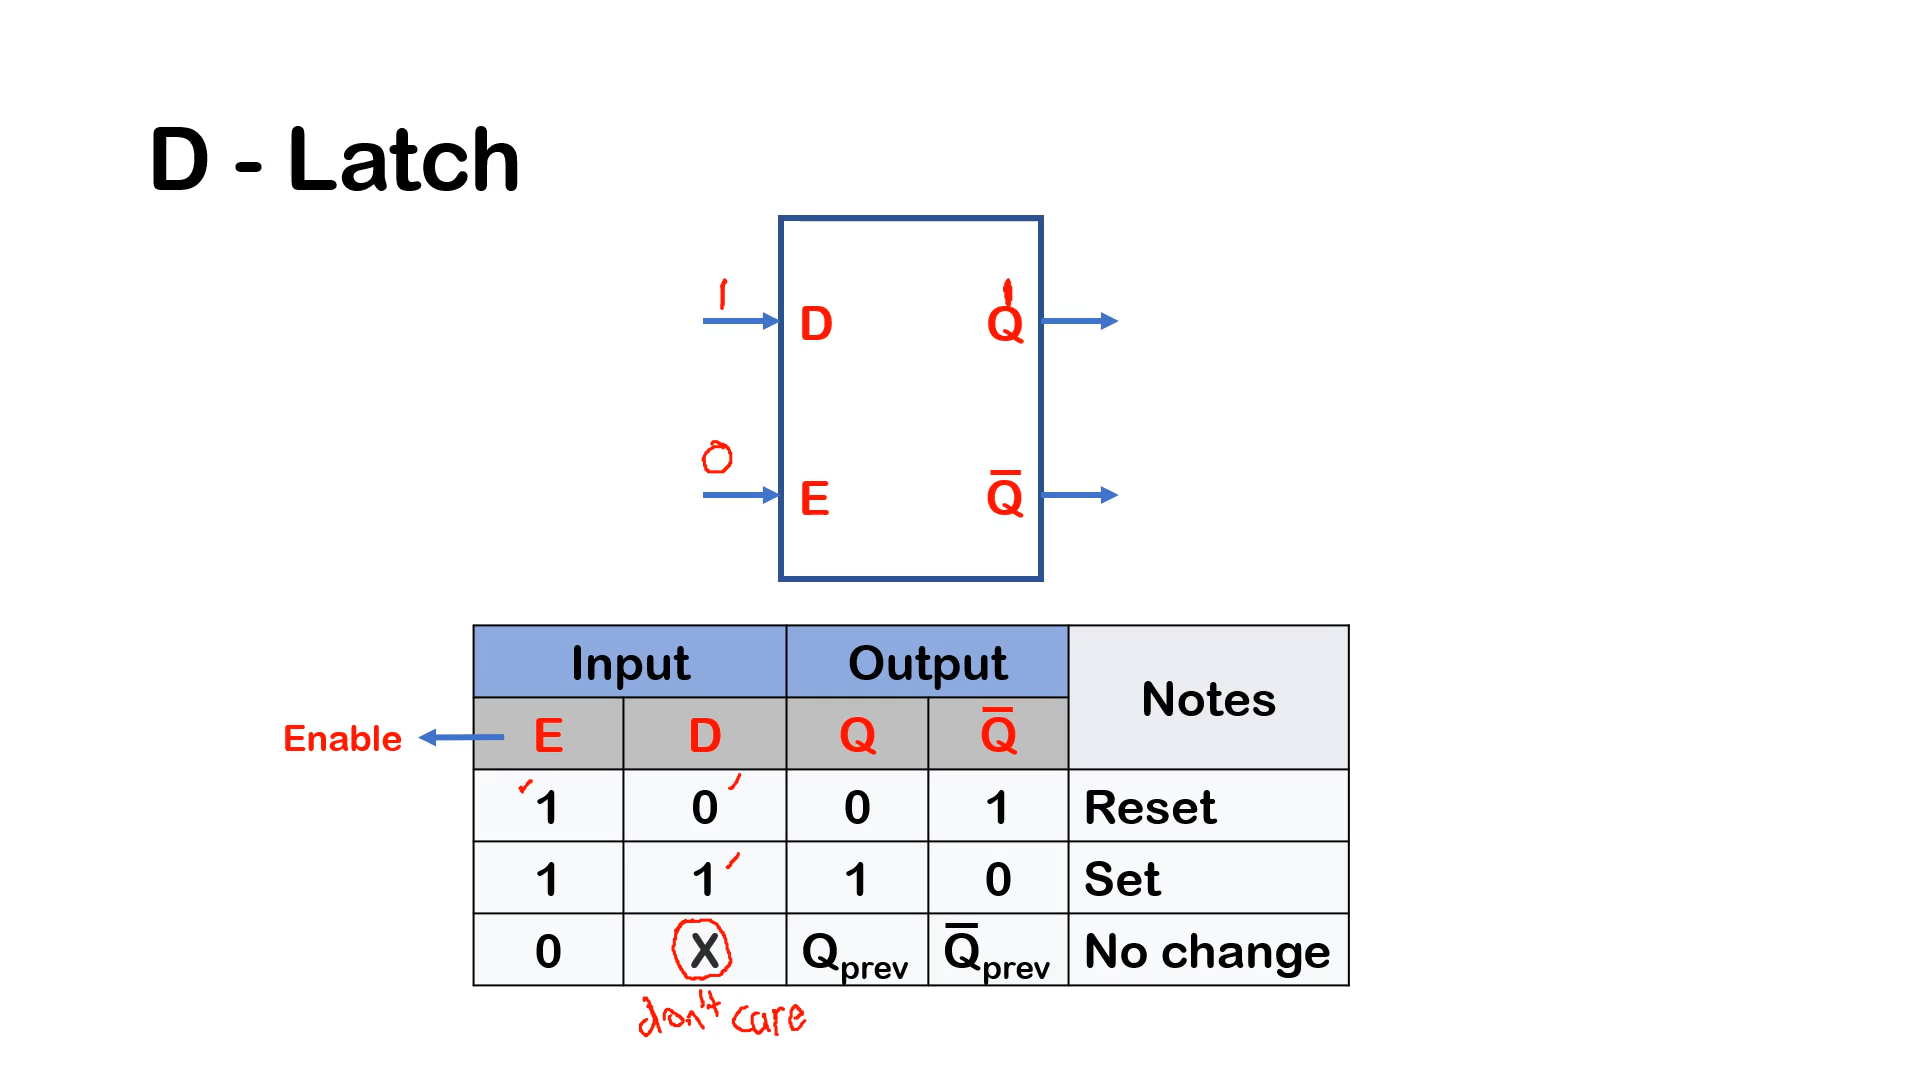 D - Latch
1 1
D Q
0
E Q̅
Input Output Notes
Enable E D Q Q̅
1 0 0 1 Reset
1 1 1 0 Set
0 X Qprev Q̅prev No change
don't care